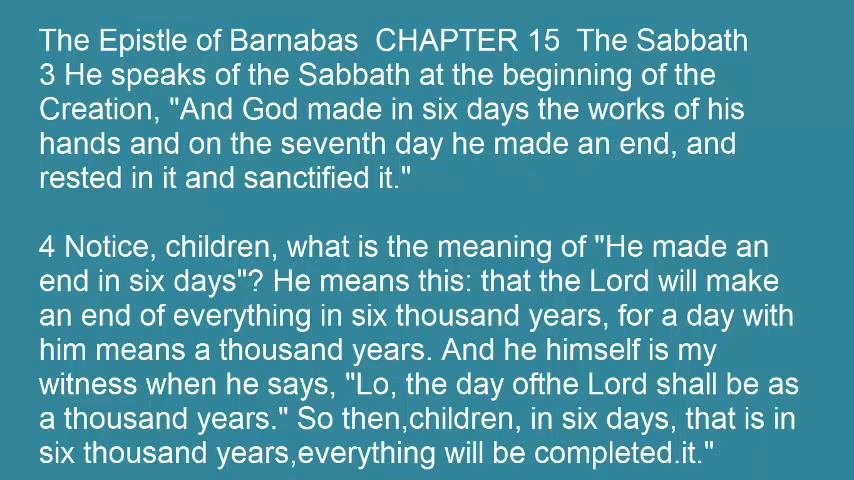 The Epistle of Barnabas  CHAPTER 15  The Sabbath
3 He speaks of the Sabbath at the beginning of the
Creation, "And God made in six days the works of his
hands and on the seventh day he made an end, and
rested in it and sanctified it."
4 Notice, children, what is the meaning of "He made an
end in six days"? He means this: that the Lord will make
an end of everything in six thousand years, for a day with
him means a thousand years. And he himself is my
witness when he says, "Lo, the day ofthe Lord shall be as
a thousand years." So then,children, in six days, that is in
six thousand years,everything will be completed.it."